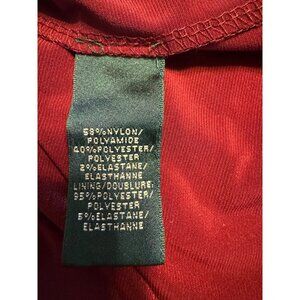 58%NYLON/
POLYAMIDE
40%POLYESTER/
POLYESTER
2%ELASTANE/
ELASTHANNE
LINING/DOUBLURE:
95%POLYESTER/
POLYESTER
5%ELASTANE/
ELASTHANNE